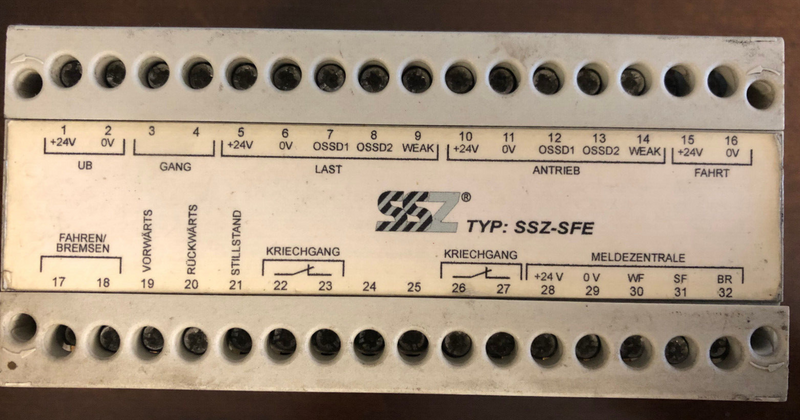 1 2 3 4 5 6 7 8 9 10 11 12 13 14 15 16
+24V 0V +24V 0V OSSD1 OSSD2 WEAK +24V 0V OSSD1 OSSD2 WEAK +24V 0V
UB GANG LAST ANTRIEB FAHRT
SSZ® TYP: SSZ-SFE
FAHREN/
BREMSEN
VORWÄRTS
RÜCKWÄRTS
STILLSTAND
KRIECHGANG
KRIECHGANG
MELDEZENTRALE
+24 V 0 V WF SF BR
17 18 19 20 21 22 23 24 25 26 27 28 29 30 31 32